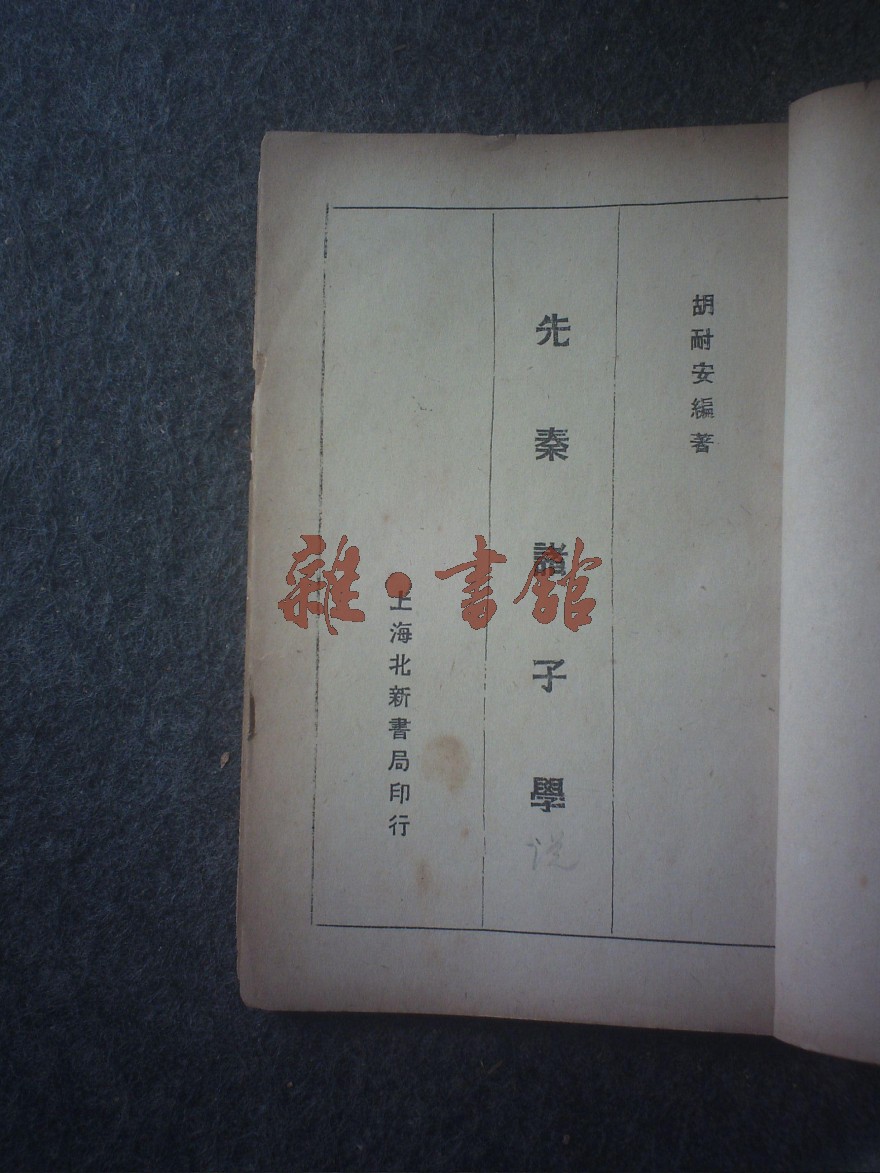 胡耐安編著
先秦諸子學
说
上海北新書局印行
雜·書館